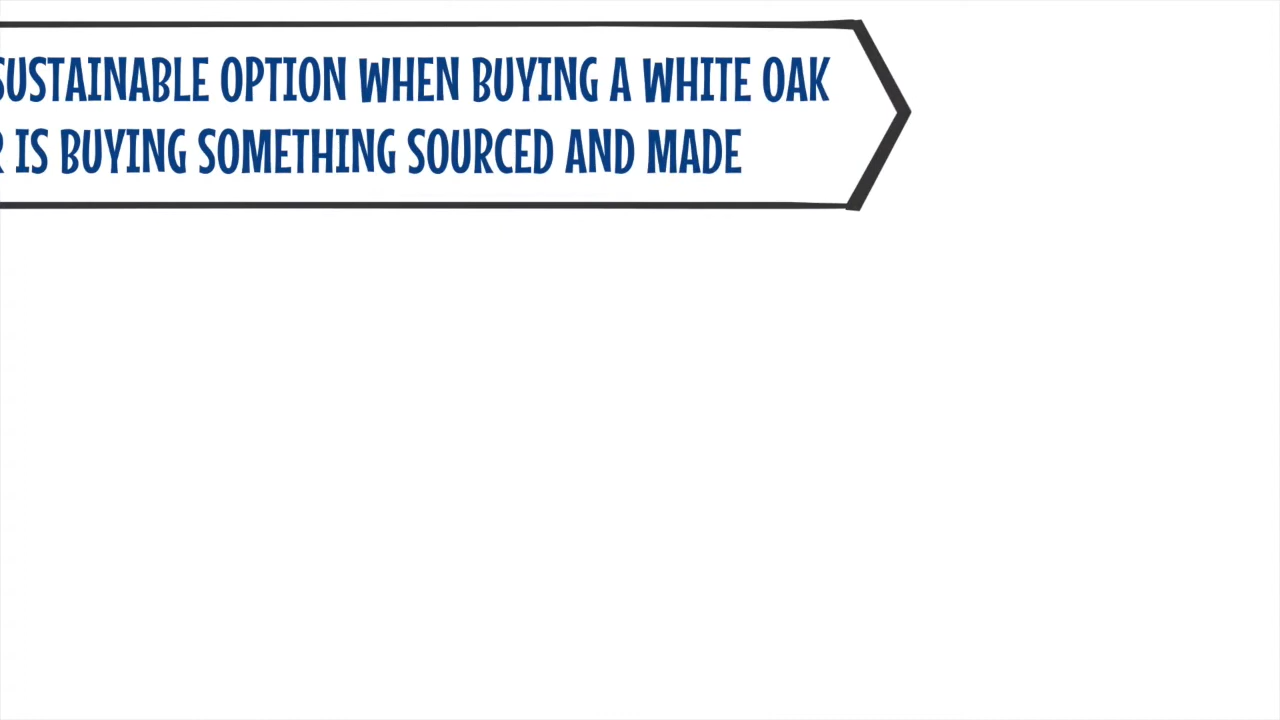 SUSTAINABLE OPTION WHEN BUYING A WHITE OAK
IS BUYING SOMETHING SOURCED AND MADE